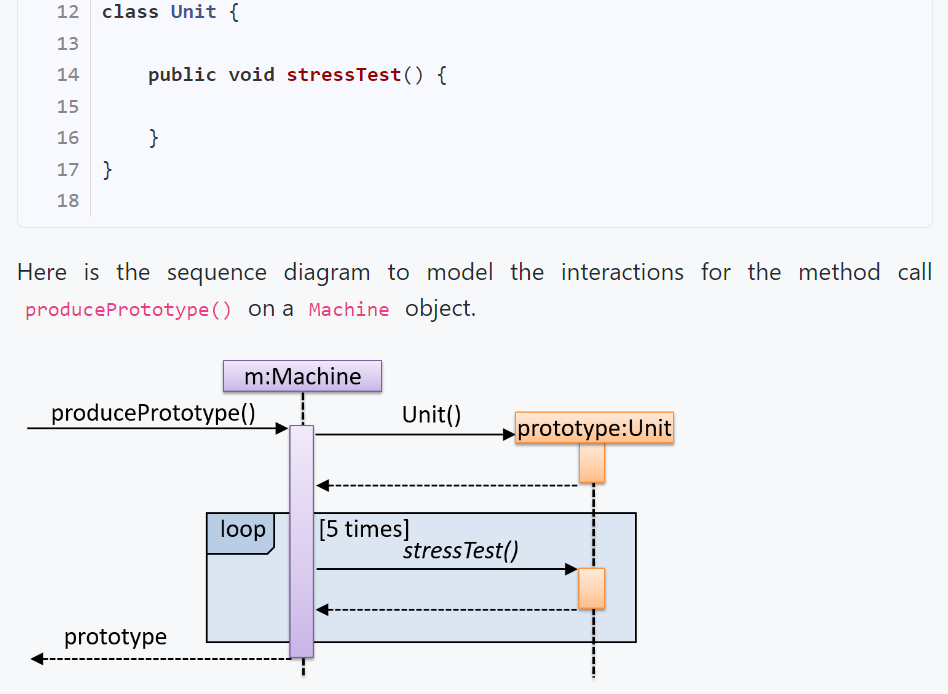 12 class Unit {
13
14 public void stressTest() {
15
16 }
17 }
18
Here is the sequence diagram to model the interactions for the method call
producePrototype() on a Machine object.
m:Machine
producePrototype()
Unit()
prototype:Unit
loop
[5 times]
stressTest()
prototype